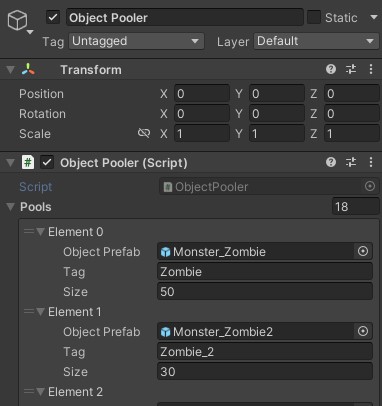 Object Pooler Static
Tag Untagged Layer Default
Transform
Position X 0 Y 0 Z 0
Rotation X 0 Y 0 Z 0
Scale X 1 Y 1 Z 1
# Object Pooler (Script)
Script # ObjectPooler
Pools 18
Element 0
Object Prefab Monster_Zombie
Tag Zombie
Size 50
Element 1
Object Prefab Monster_Zombie2
Tag Zombie_2
Size 30
Element 2